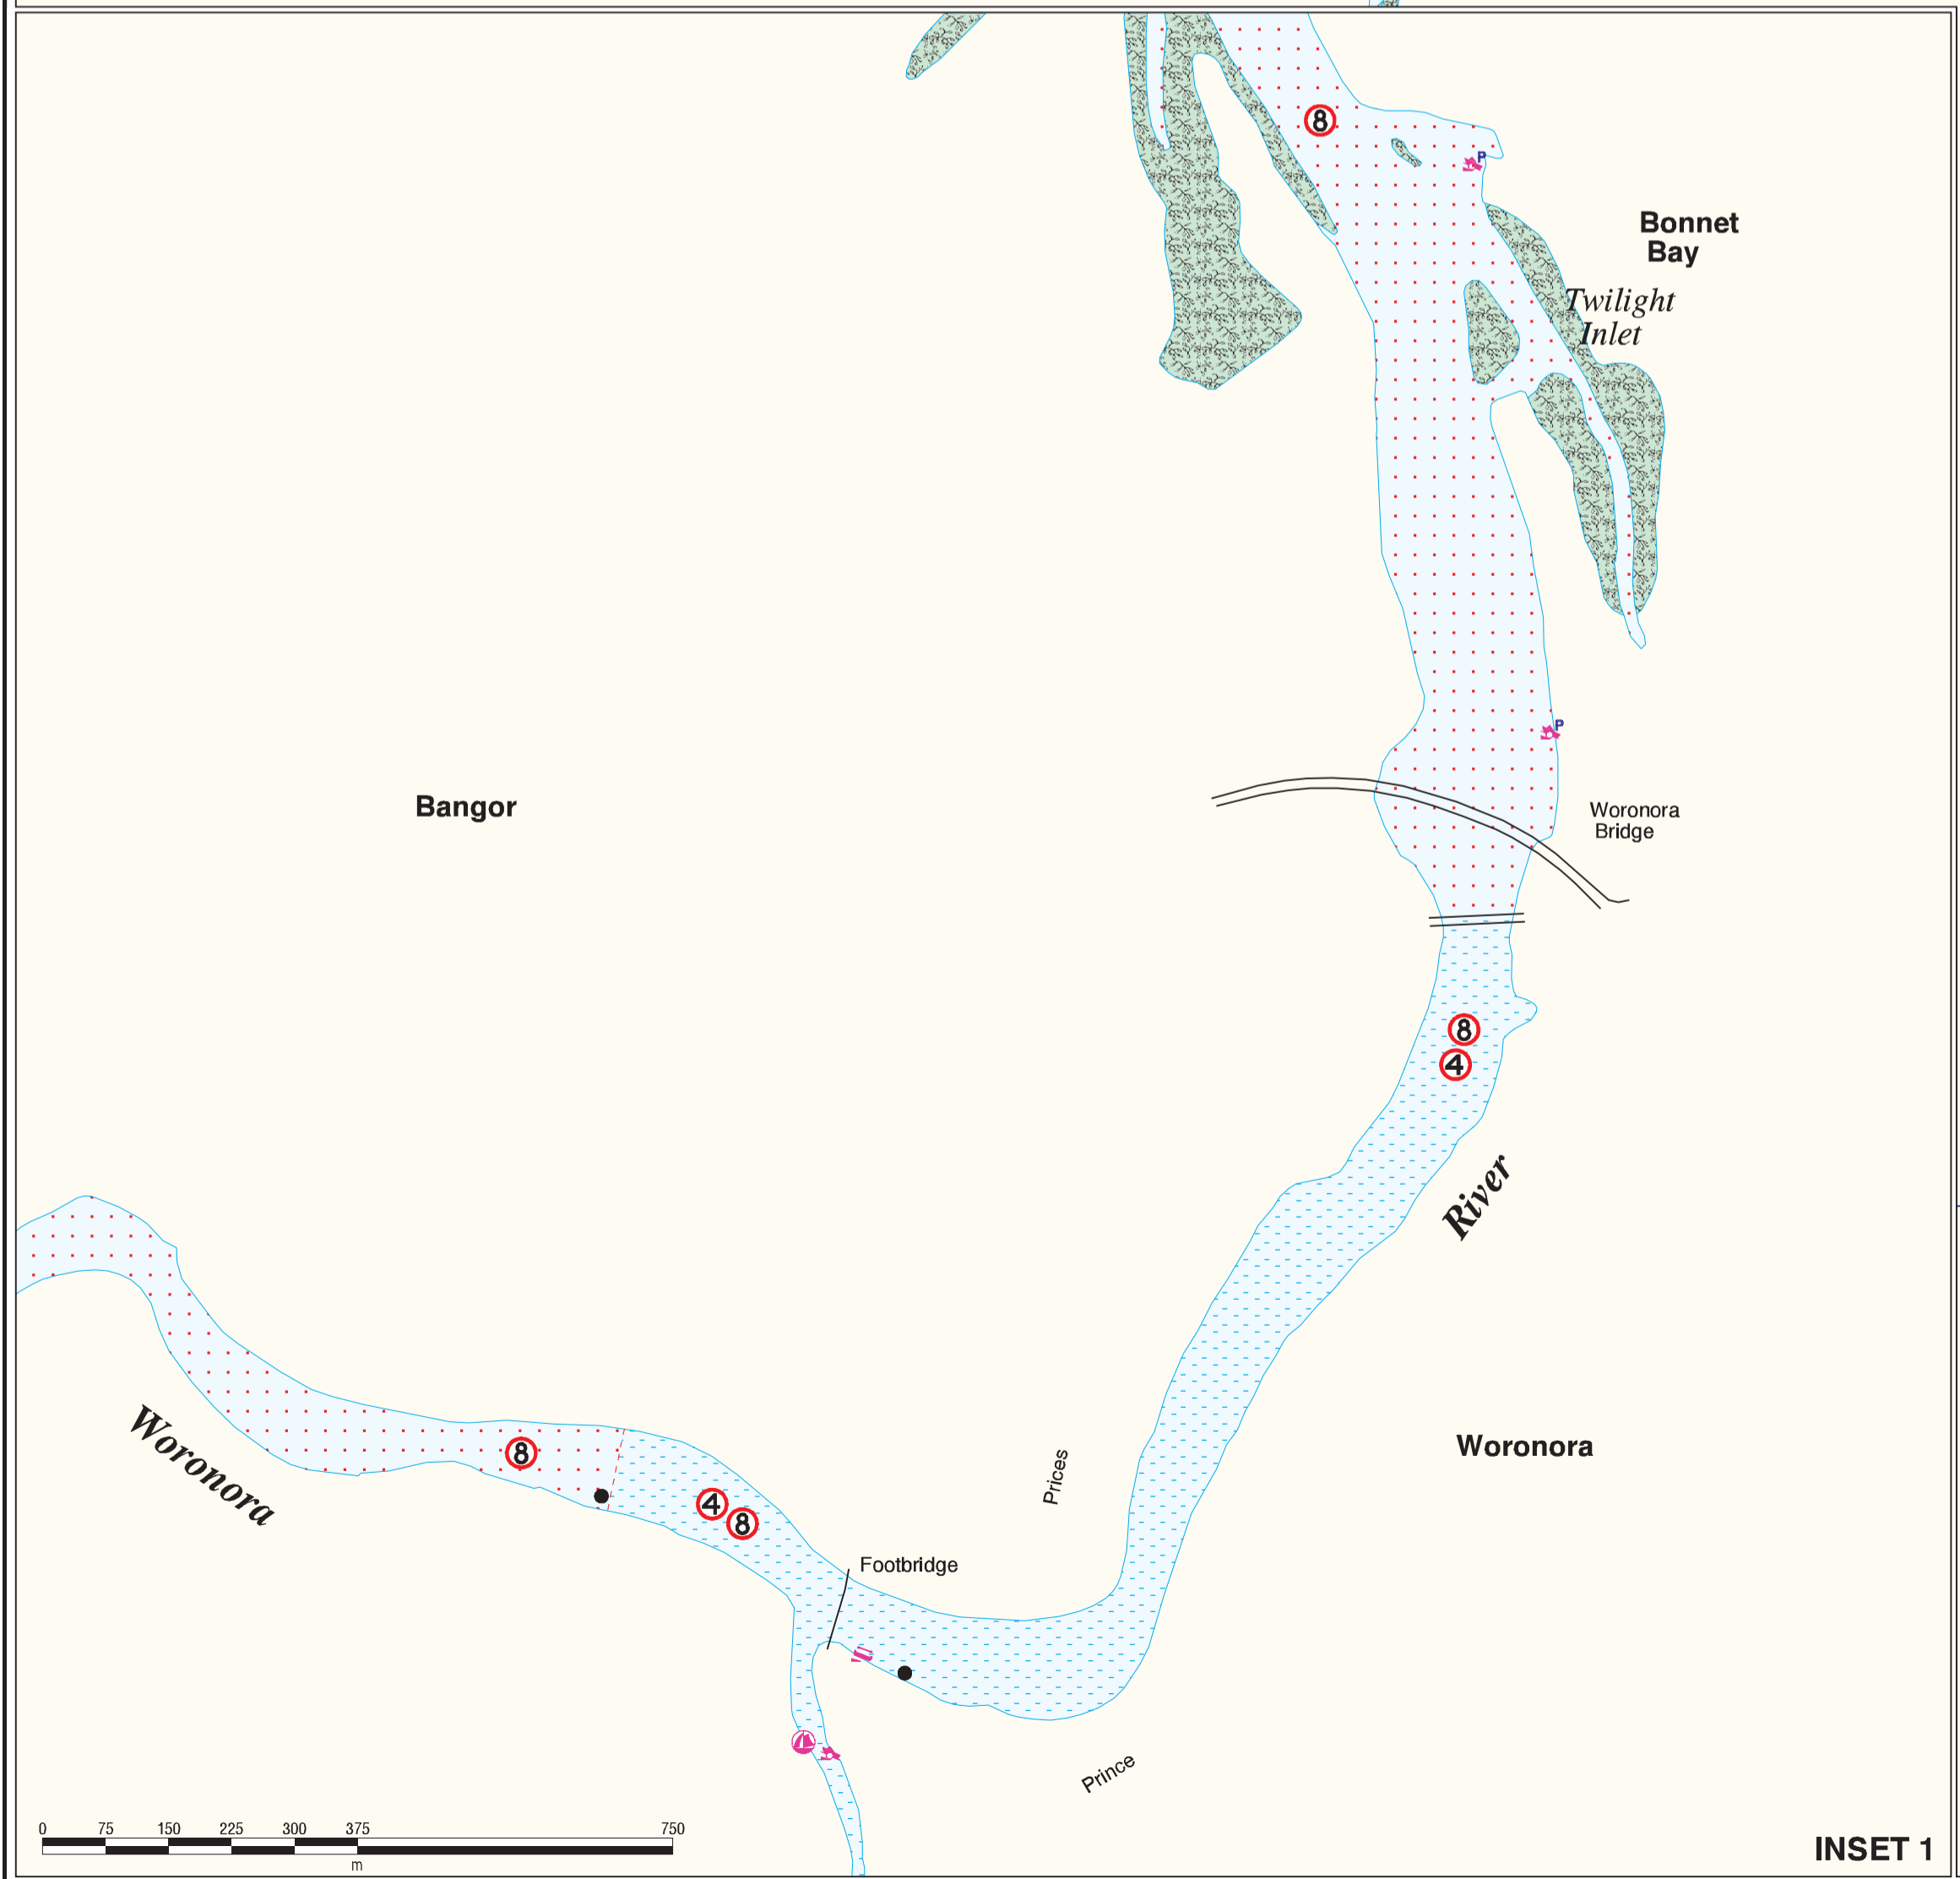 8
P
Bonnet
Bay
Twilight
Inlet
P
Bangor
Woronora
Bridge
8
4
River
Woronora
8
Woronora
Prices
4
8
Footbridge
Prince
0 75 150 225 300 375 750
m
INSET 1